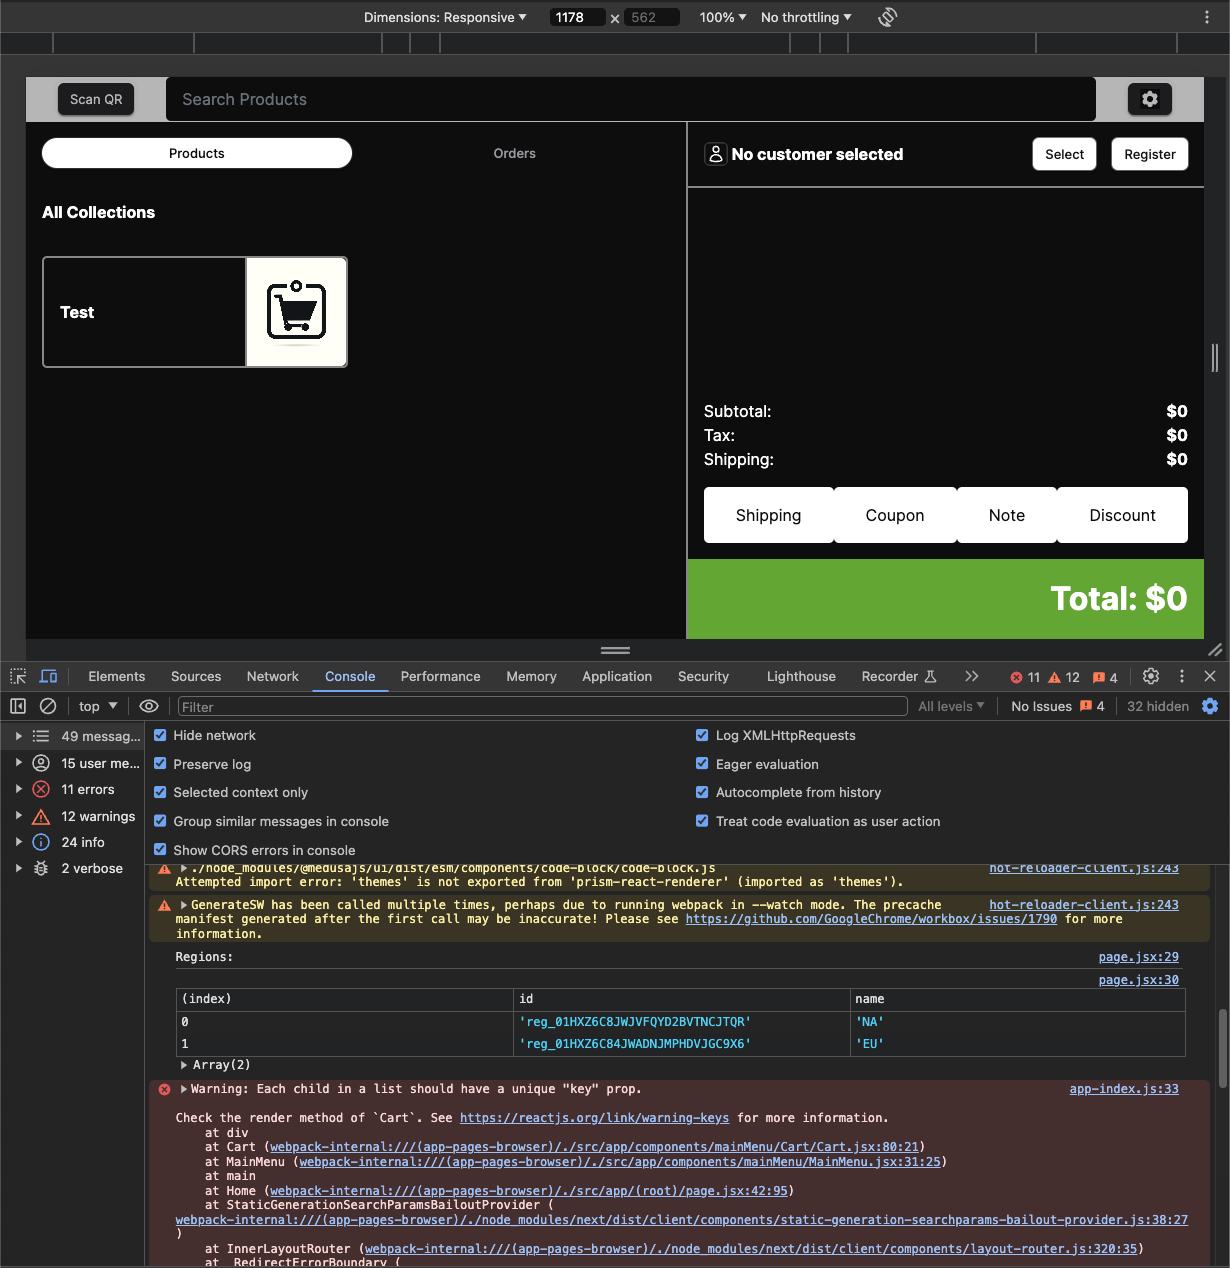 Dimensions: Responsive ▼ 1178 × 562 100% ▼ No throttling ▼
Scan QR Search Products
Products Orders
No customer selected Select Register
All Collections
Test
Subtotal: $0
Tax: $0
Shipping: $0
Shipping Coupon Note Discount
Total: $0
Elements Sources Network Console Performance Memory Application Security Lighthouse Recorder 11 12 4
top ▼ Filter All levels ▼ No Issues 4 32 hidden
49 messag...
15 user me...
11 errors
12 warnings
24 info
2 verbose
Hide network Log XMLHttpRequests
Preserve log Eager evaluation
Selected context only Autocomplete from history
Group similar messages in console Treat code evaluation as user action
Show CORS errors in console
./node_modules/@medusajs/ui/dist/esm/components/code-block/code-block.js hot-reloader-client.js:243
Attempted import error: 'themes' is not exported from 'prism-react-renderer' (imported as 'themes').
GenerateSW has been called multiple times, perhaps due to running webpack in --watch mode. The precache hot-reloader-client.js:243
manifest generated after the first call may be inaccurate! Please see https://github.com/GoogleChrome/workbox/issues/1790 for more
information.
Regions: page.jsx:29
page.jsx:30
(index) id name
0 'reg_01HXZ6C8JWJVFQYD2BVTNCJTQR' 'NA'
1 'reg_01HXZ6C84JWADNJMPHDVJGC9X6' 'EU'
Array(2)
Warning: Each child in a list should have a unique "key" prop. app-index.js:33
Check the render method of `Cart`. See https://reactjs.org/link/warning-keys for more information.
at div
at Cart (webpack-internal:///(app-pages-browser)/./src/app/components/mainMenu/Cart/Cart.jsx:80:21)
at MainMenu (webpack-internal:///(app-pages-browser)/./src/app/components/mainMenu/MainMenu.jsx:31:25)
at main
at Home (webpack-internal:///(app-pages-browser)/./src/app/(root)/page.jsx:42:95)
at StaticGenerationSearchParamsBailoutProvider (
webpack-internal:///(app-pages-browser)/./node_modules/next/dist/client/components/static-generation-searchparams-bailout-provider.js:38:27
)
at InnerLayoutRouter (webpack-internal:///(app-pages-browser)/./node_modules/next/dist/client/components/layout-router.js:320:35)
at RedirectErrorBoundary (